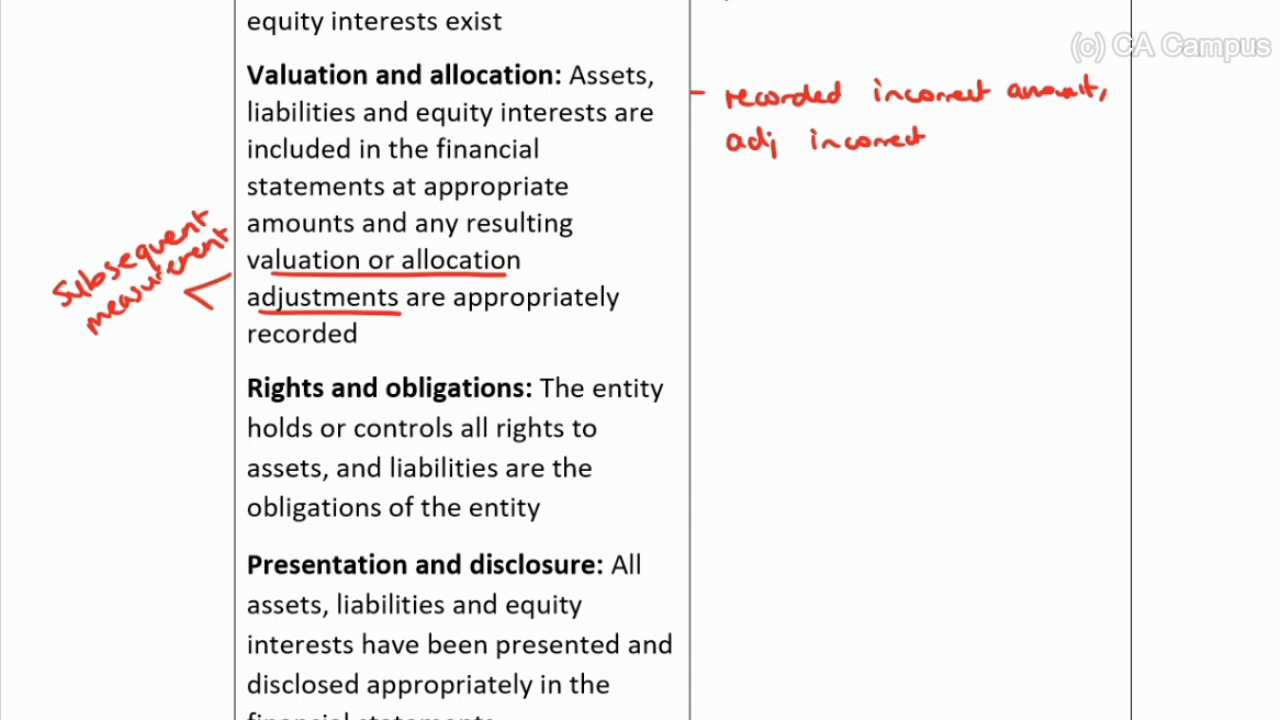 equity interests exist
(c) CA Campus
Valuation and allocation: Assets,
liabilities and equity interests are
included in the financial
statements at appropriate
amounts and any resulting
valuation or allocation
adjustments are appropriately
recorded
- recorded incorrect amount,
adj incorrect
Subsequent
measurement
Rights and obligations: The entity
holds or controls all rights to
assets, and liabilities are the
obligations of the entity
Presentation and disclosure: All
assets, liabilities and equity
interests have been presented and
disclosed appropriately in the
financial statements